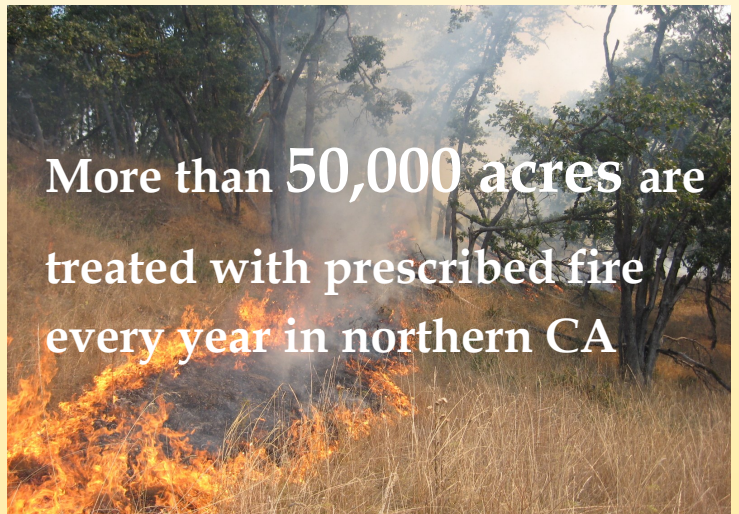 More than 50,000 acres are
treated with prescribed fire
every year in northern CA